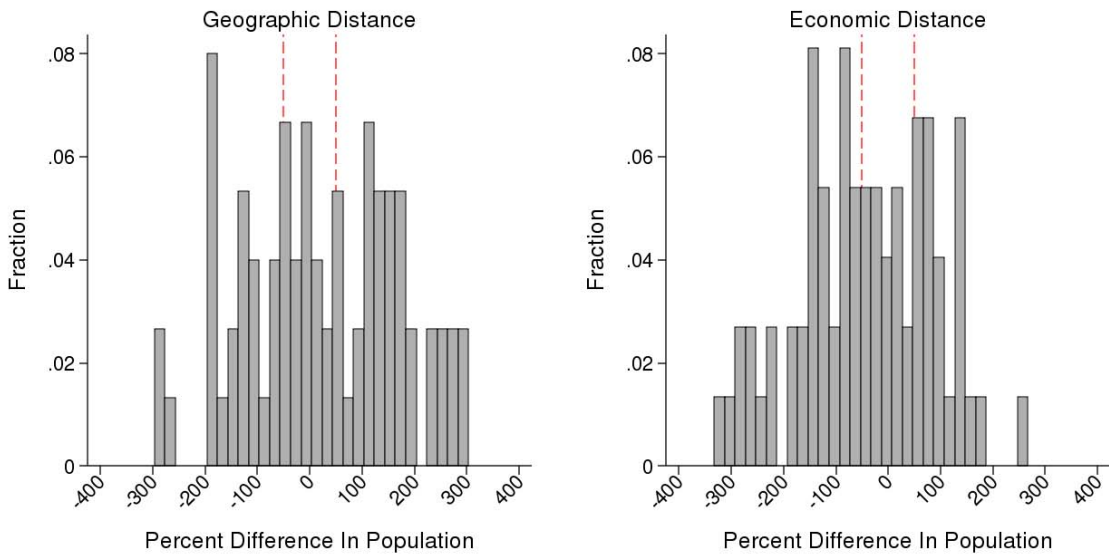 Geographic Distance
.08
.06
.04
.02
0
Fraction
-400 -300 -200 -100 0 100 200 300 400
Percent Difference In Population
Economic Distance
.08
.06
.04
.02
0
Fraction
-400 -300 -200 -100 0 100 200 300 400
Percent Difference In Population